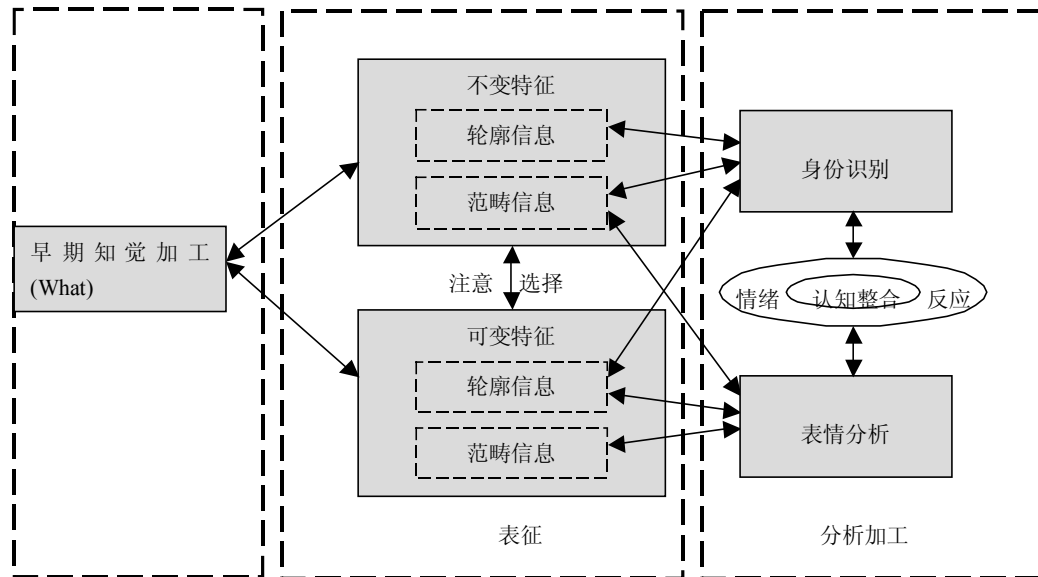 早期知觉加工
(What)
不变特征
轮廓信息
范畴信息
注意 选择
可变特征
轮廓信息
范畴信息
表征
身份识别
情绪 认知整合 反应
表情分析
分析加工